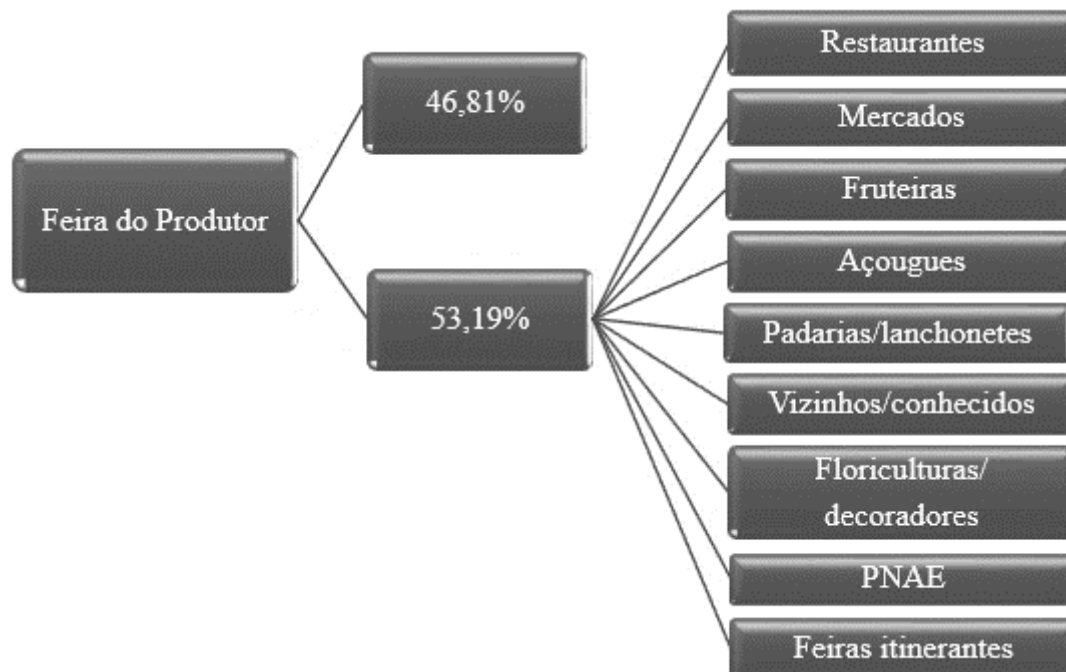 Feira do Produtor
46,81%
53,19%
Restaurantes
Mercados
Fruteiras
Açougues
Padarias/lanchonetes
Vizinhos/conhecidos
Floriculturas/
decoradores
PNAE
Feiras itinerantes